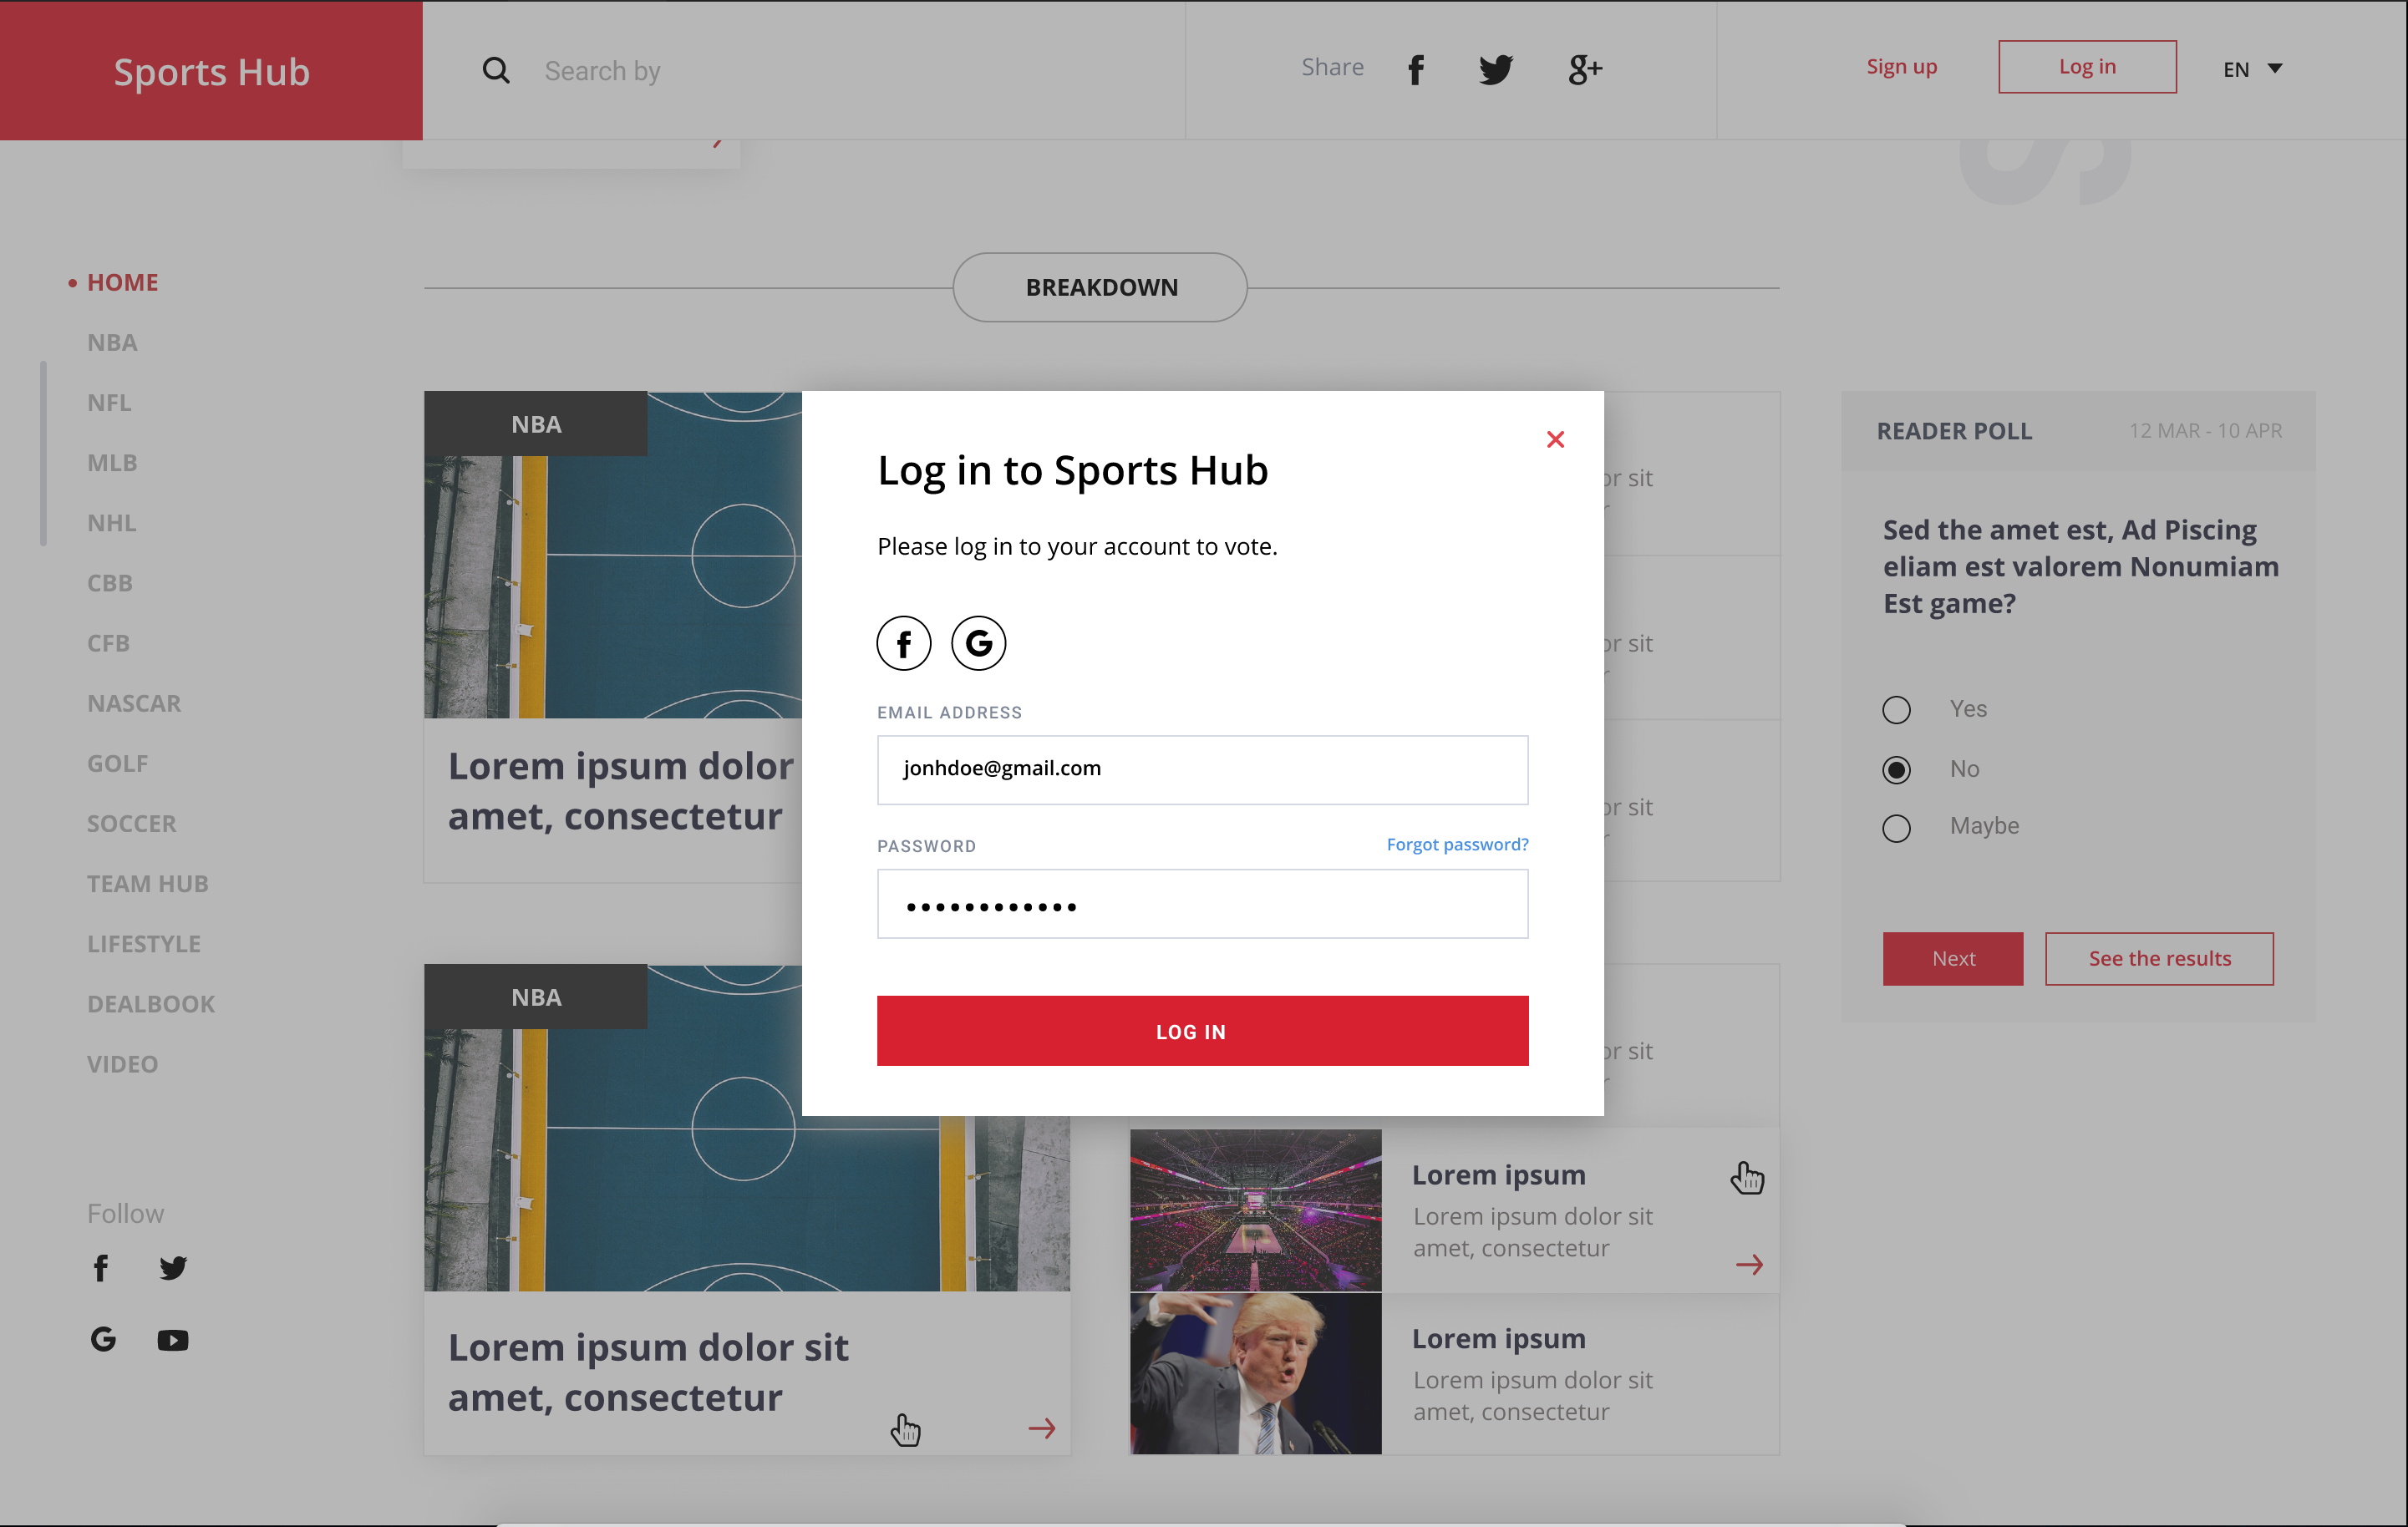 Sports Hub
Search by
Share
Sign up
Log in
EN
HOME
NBA
NFL
MLB
NHL
CBB
CFB
NASCAR
GOLF
SOCCER
TEAM HUB
LIFESTYLE
DEALBOOK
VIDEO
Follow
BREAKDOWN
NBA
Lorem ipsum dolor
amet, consectetur
sit
sit
sit
Log in to Sports Hub
Please log in to your account to vote.
EMAIL ADDRESS
jonhdoe@gmail.com
PASSWORD
Forgot password?
LOG IN
READER POLL
12 MAR - 10 APR
Sed the amet est, Ad Piscing
eliam est valorem Nonumiam
Est game?
Yes
No
Maybe
Next
See the results
NBA
Lorem ipsum dolor sit
amet, consectetur
sit
Lorem ipsum
Lorem ipsum dolor sit
amet, consectetur
Lorem ipsum
Lorem ipsum dolor sit
amet, consectetur